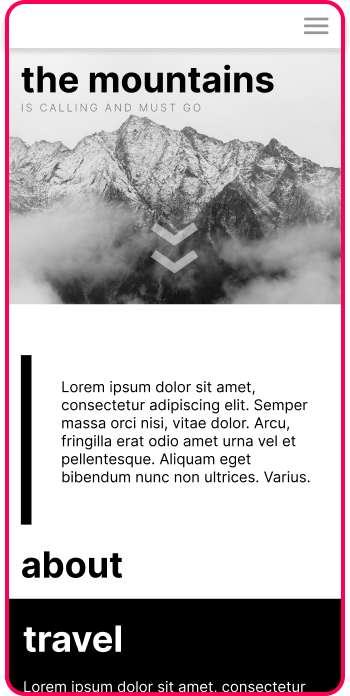 the mountains
IS CALLING AND MUST GO
Lorem ipsum dolor sit amet,
consectetur adipiscing elit. Semper
massa orci nisi, vitae dolor. Arcu,
fringilla erat odio amet urna vel et
pellentesque. Aliquam eget
bibendum nunc non ultrices. Varius.
about
travel
Lorem ipsum dolor sit amet, consectetur